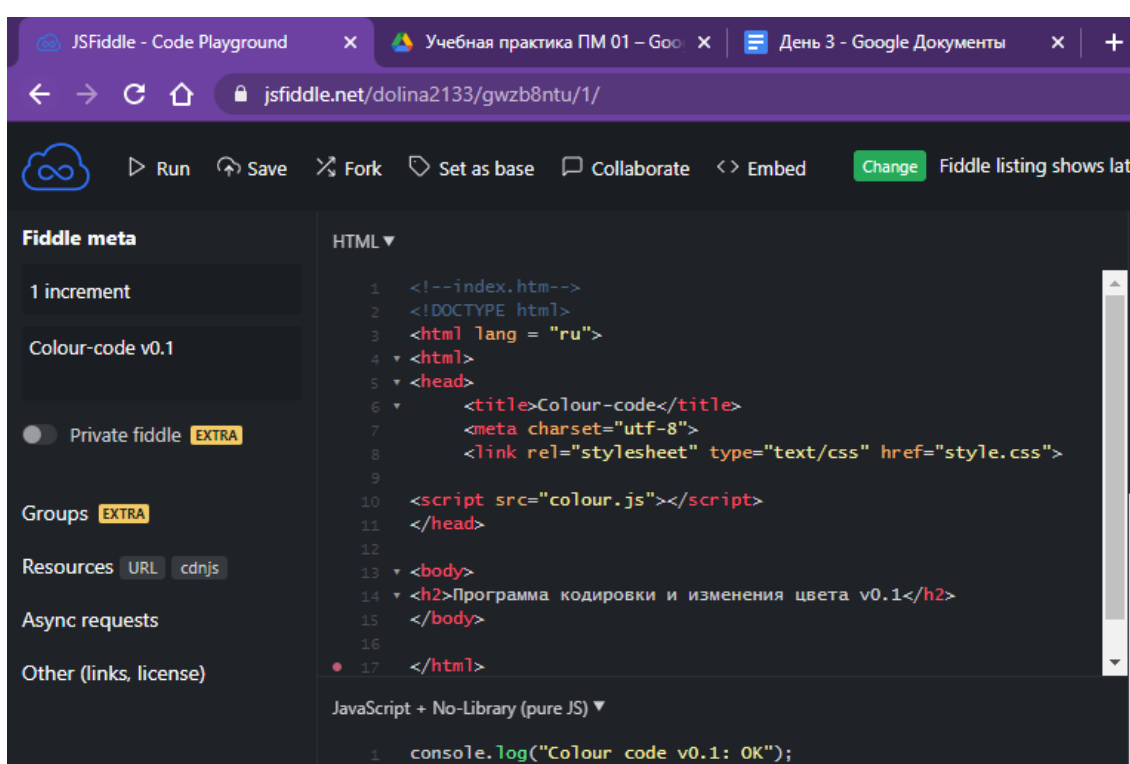 JSFiddle - Code Playground
Учебная практика ПМ 01 – Goo
День 3 - Google Документы
jsfiddle.net/dolina2133/gwzb8ntu/1/
Run Save Fork Set as base Collaborate Embed Change Fiddle listing shows lat
Fiddle meta
1 increment
Colour-code v0.1
Private fiddle EXTRA
Groups EXTRA
Resources URL cdnjs
Async requests
Other (links, license)
HTML
1 <!--index.htm-->
2 <!DOCTYPE html>
3 <html lang = "ru">
4 <html>
5 <head>
6 <title>Colour-code</title>
7 <meta charset="utf-8">
8 <link rel="stylesheet" type="text/css" href="style.css">
9
10 <script src="colour.js"></script>
11 </head>
12
13 <body>
14 <h2>Программа кодировки и изменения цвета v0.1</h2>
15 </body>
16
17 </html>
JavaScript + No-Library (pure JS)
1 console.log("Colour code v0.1: OK");